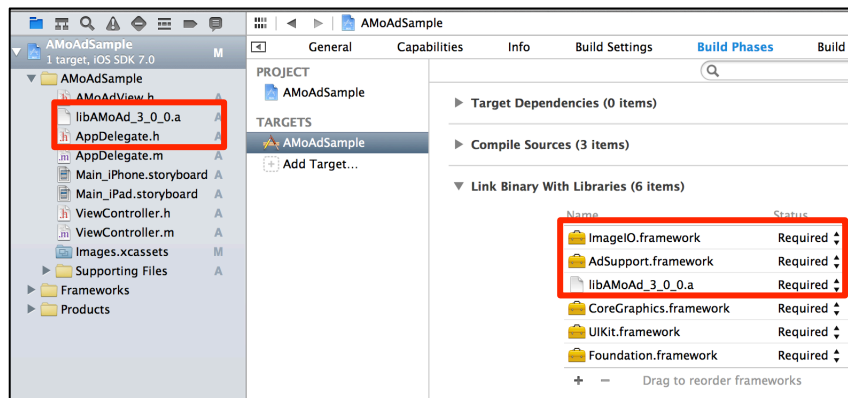 AMoAdSample
1 target, iOS SDK 7.0
M
AMoAdSample
AMoAdView.h A
libAMoAd_3_0_0.a A
AppDelegate.h A
AppDelegate.m A
Main_iPhone.storyboard A
Main_iPad.storyboard A
ViewController.h A
ViewController.m A
Images.xcassets M
Supporting Files A
Frameworks
Products
AMoAdSample
General Capabilities Info Build Settings Build Phases Build
PROJECT
AMoAdSample
TARGETS
AMoAdSample
Add Target...
Target Dependencies (0 items)
Compile Sources (3 items)
Link Binary With Libraries (6 items)
Name Status
ImageIO.framework Required
AdSupport.framework Required
libAMoAd_3_0_0.a Required
CoreGraphics.framework Required
UIKit.framework Required
Foundation.framework Required
+ − Drag to reorder frameworks